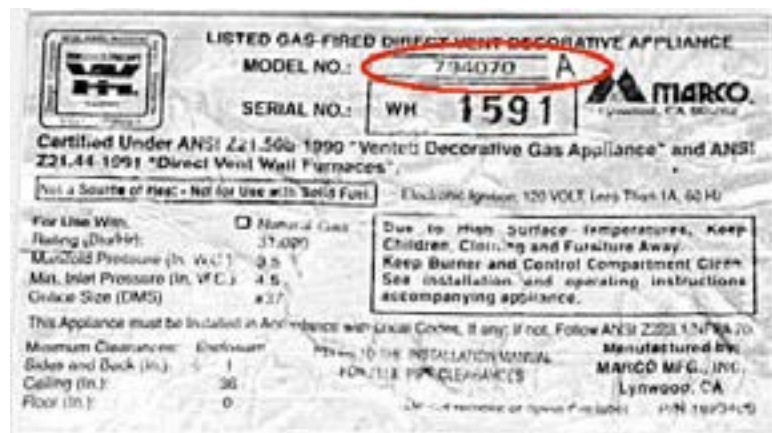 LISTED GAS-FIRED DIRECT VENT DECORATIVE APPLIANCE
MODEL NO.: 794070 A
MARCO.
SERIAL NO.: WH 1591
Certified Under ANSI Z21.50b-1990 "Vented Decorative Gas Appliance" and ANSI
Z21.44-1991 "Direct Vent Wall Furnaces".
Not a Source of Heat - Not for Use with Solid Fuel
Electronic Ignition, 120 VOLT, Less Than 1A, 60 Hz
For Use With: Natural Gas
Rating (Btu/Hr):
Manifold Pressure (In. W.C.) 3.5
Min. Inlet Pressure (In. W.C.) 4.5
Orifice Size (DMS) #37
Due to High Surface Temperatures, Keep
Children, Clothing and Furniture Away.
Keep Burner and Control Compartment Clean.
See installation and operating instructions
accompanying appliance.
This Appliance must be Installed in Accordance with Local Codes, If any; If not, Follow ANSI
Minimum Clearances: Enclosure
Sides and Back (In.): 1
Ceiling (In.): 36
Floor (In.): 0
TO THE INSTALLATION MANUAL
FOR PIPE CLEARANCES
Manufactured by:
MARCO MFG., INC.
Lynwood, CA
Do not remove or